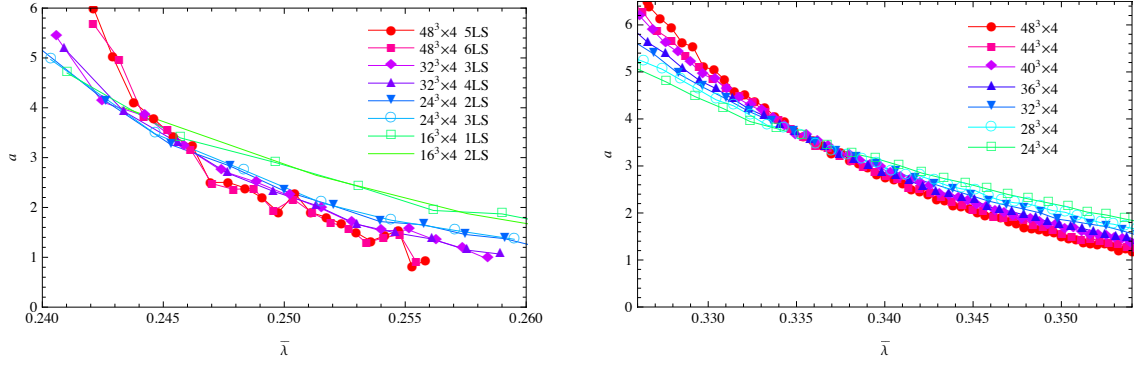 6
5
4
3
2
1
0
a
0.240
0.245
0.250
0.255
0.260
λ̅
48³×4 5LS
48³×4 6LS
32³×4 3LS
32³×4 4LS
24³×4 2LS
24³×4 3LS
16³×4 1LS
16³×4 2LS
6
5
4
3
2
1
0
a
0.330
0.335
0.340
0.345
0.350
λ̅
48³×4
44³×4
40³×4
36³×4
32³×4
28³×4
24³×4